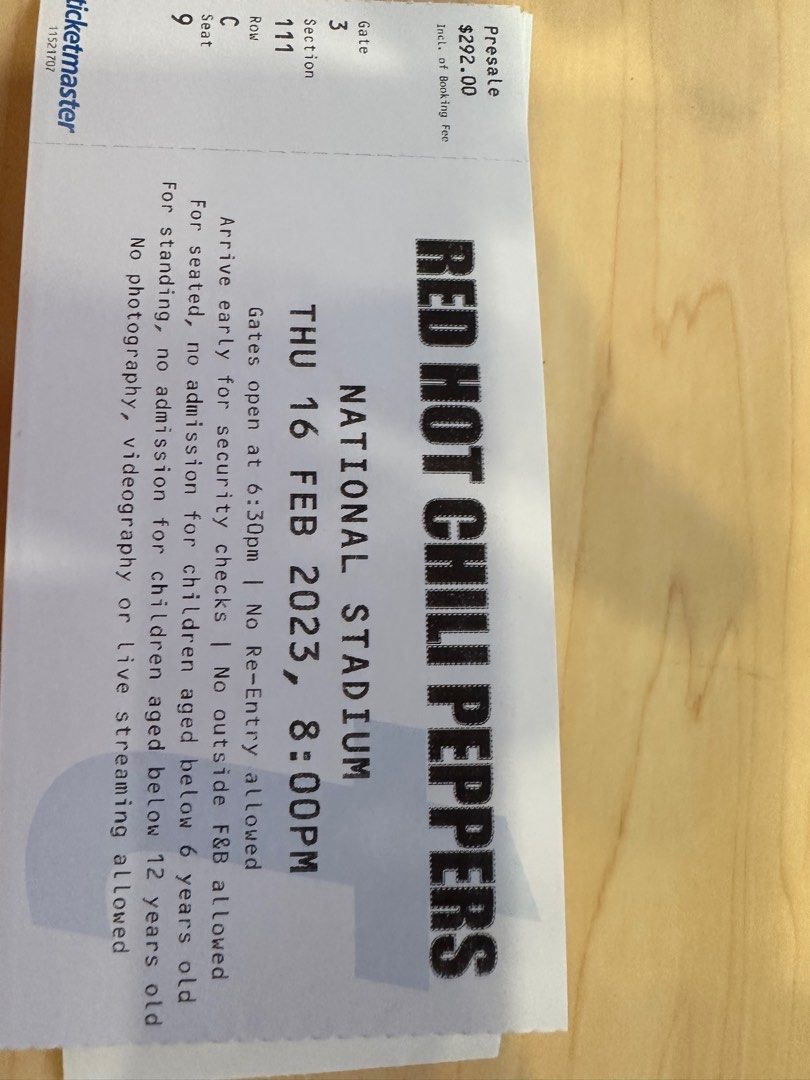 Presale
$292.00
Incl. of Booking Fee
Gate
3
Section
111
Row
C
Seat
9
ticketmaster
11521707
RED HOT CHILI PEPPERS
NATIONAL STADIUM
THU 16 FEB 2023, 8:00PM
Gates open at 6:30pm | No Re-Entry allowed
Arrive early for security checks | No outside F&B allowed
For seated, no admission for children aged below 6 years old
For standing, no admission for children aged below 12 years old
No photography, videography or live streaming allowed